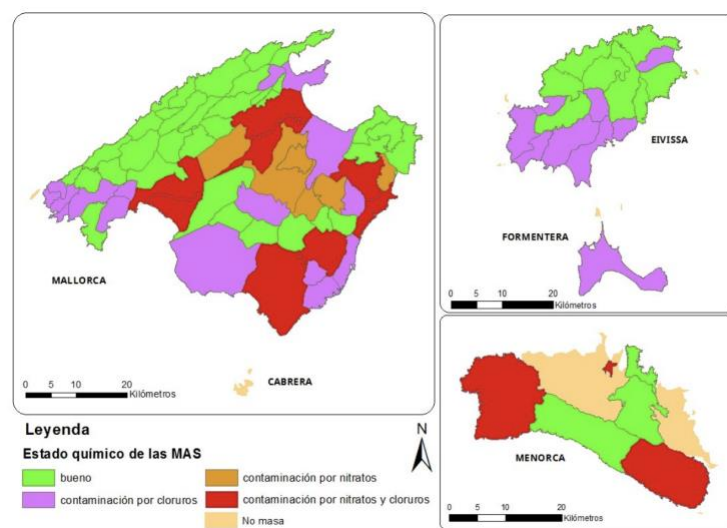 EIVISSA
FORMENTERA
MALLORCA
0 5 10 20
Kilómetros
CABRERA
0 5 10 20
Kilómetros
MENORCA
0 5 10 20
Kilómetros
Leyenda
N
Estado químico de las MAS
bueno
contaminación por nitratos
contaminación por cloruros
contaminación por nitratos y cloruros
No masa